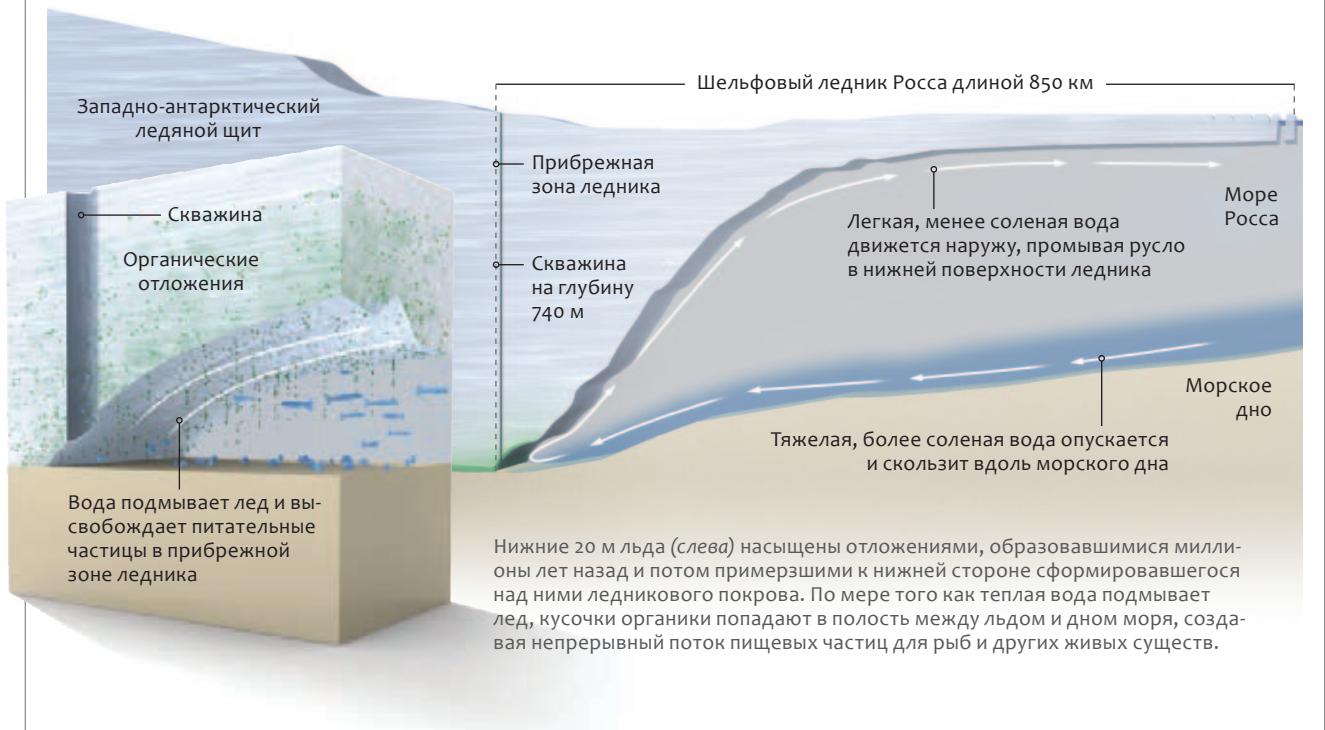 Шельфовый ледник Росса длиной 850 км
Западно-антарктический
ледяной щит
Прибрежная
зона ледника
Скважина
Органические
отложения
Скважина
на глубину
740 м
Легкая, менее соленая вода
движется наружу, промывая русло
в нижней поверхности ледника
Море
Росса
Морское
дно
Тяжелая, более соленая вода опускается
и скользит вдоль морского дна
Вода подмывает лед и вы-
свобождает питательные
частицы в прибрежной
зоне ледника
Нижние 20 м льда (слева) насыщены отложениями, образовавшимися милли-
оны лет назад и потом примерзшими к нижней стороне сформировавшегося
над ними ледникового покрова. По мере того как теплая вода подмывает
лед, кусочки органики попадают в полость между льдом и дном моря, созда-
вая непрерывный поток пищевых частиц для рыб и других живых существ.